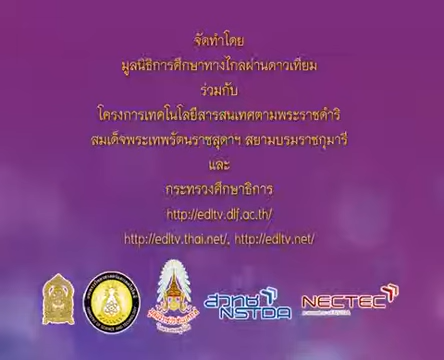 จัดทำโดย
มูลนิธิการศึกษาทางไกลผ่านดาวเทียม
ร่วมกับ
โครงการเทคโนโลยีสารสนเทศตามพระราชดำริ
สมเด็จพระเทพรัตนราชสุดาฯ สยามบรมราชกุมารี
และ
กระทรวงศึกษาธิการ
http://edltv.dlf.ac.th/
http://edltv.thai.net/, http://edltv.net/
สวทช
NSTDA
NECTEC